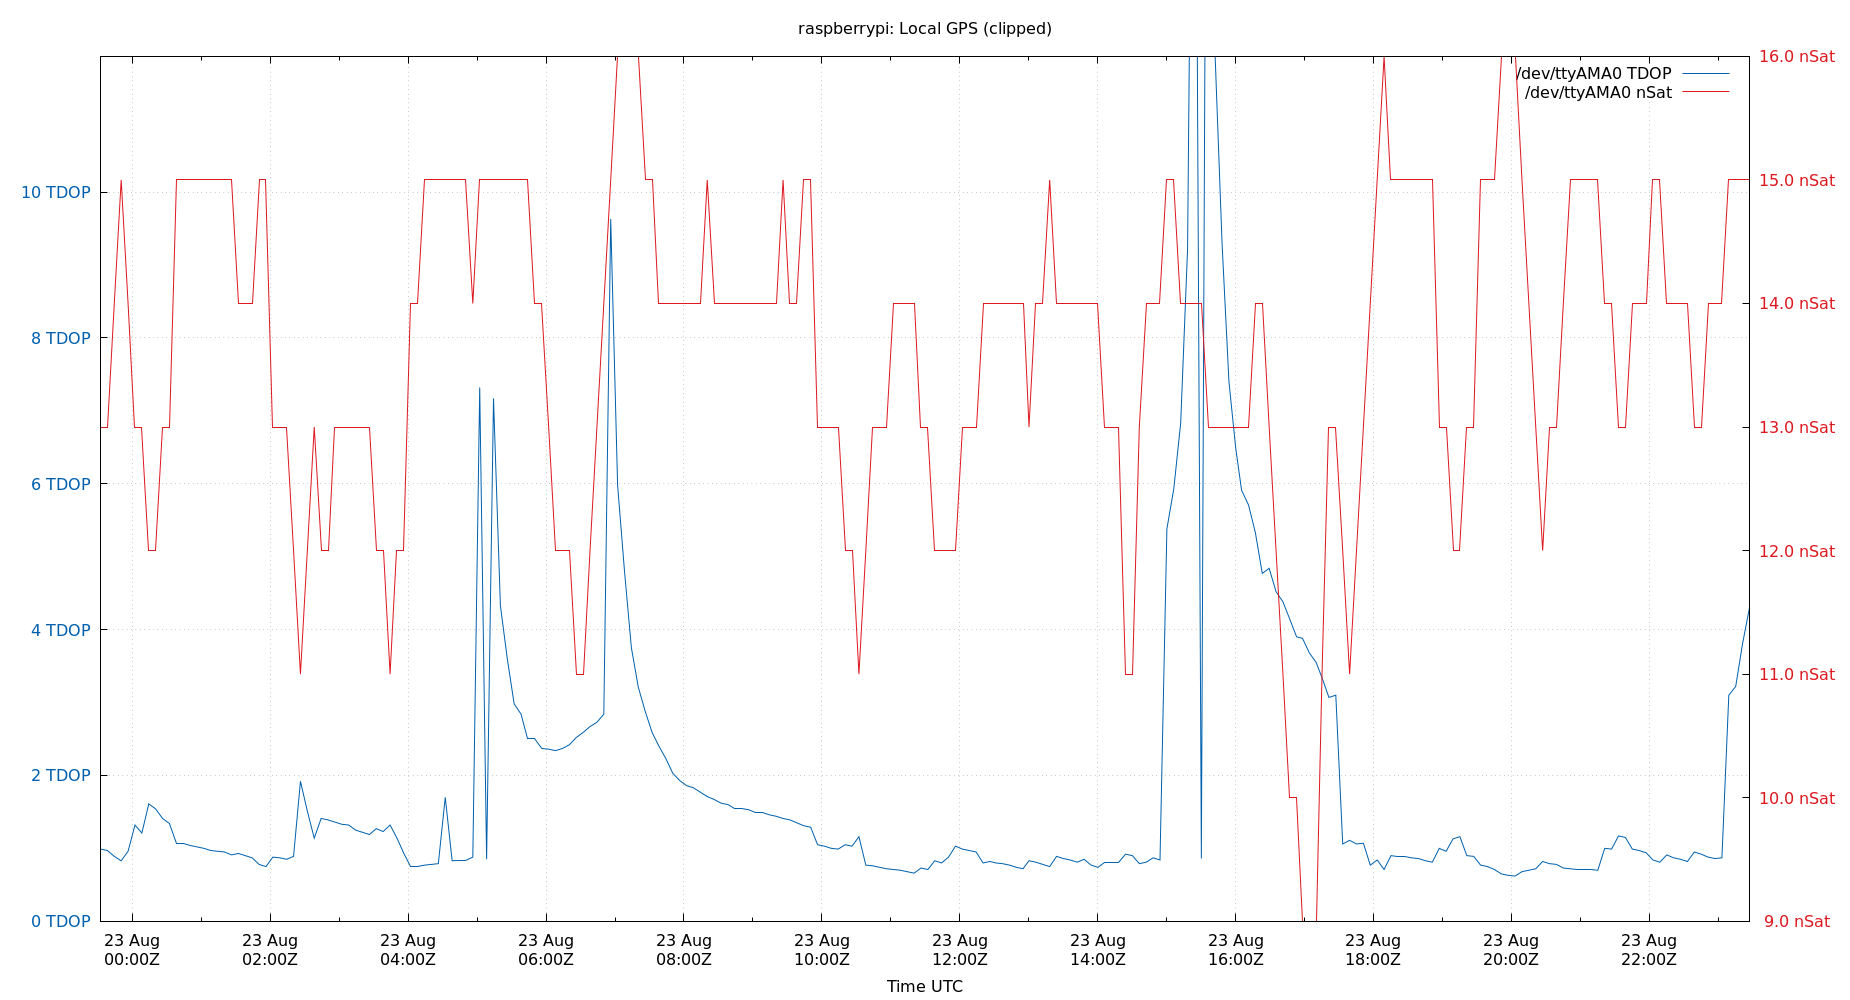 raspberrypi: Local GPS (clipped)
/dev/ttyAMA0 TDOP
/dev/ttyAMA0 nSat
10 TDOP
8 TDOP
6 TDOP
4 TDOP
2 TDOP
0 TDOP
16.0 nSat
15.0 nSat
14.0 nSat
13.0 nSat
12.0 nSat
11.0 nSat
10.0 nSat
9.0 nSat
23 Aug
00:00Z
23 Aug
02:00Z
23 Aug
04:00Z
23 Aug
06:00Z
23 Aug
08:00Z
23 Aug
10:00Z
23 Aug
12:00Z
23 Aug
14:00Z
23 Aug
16:00Z
23 Aug
18:00Z
23 Aug
20:00Z
23 Aug
22:00Z
Time UTC